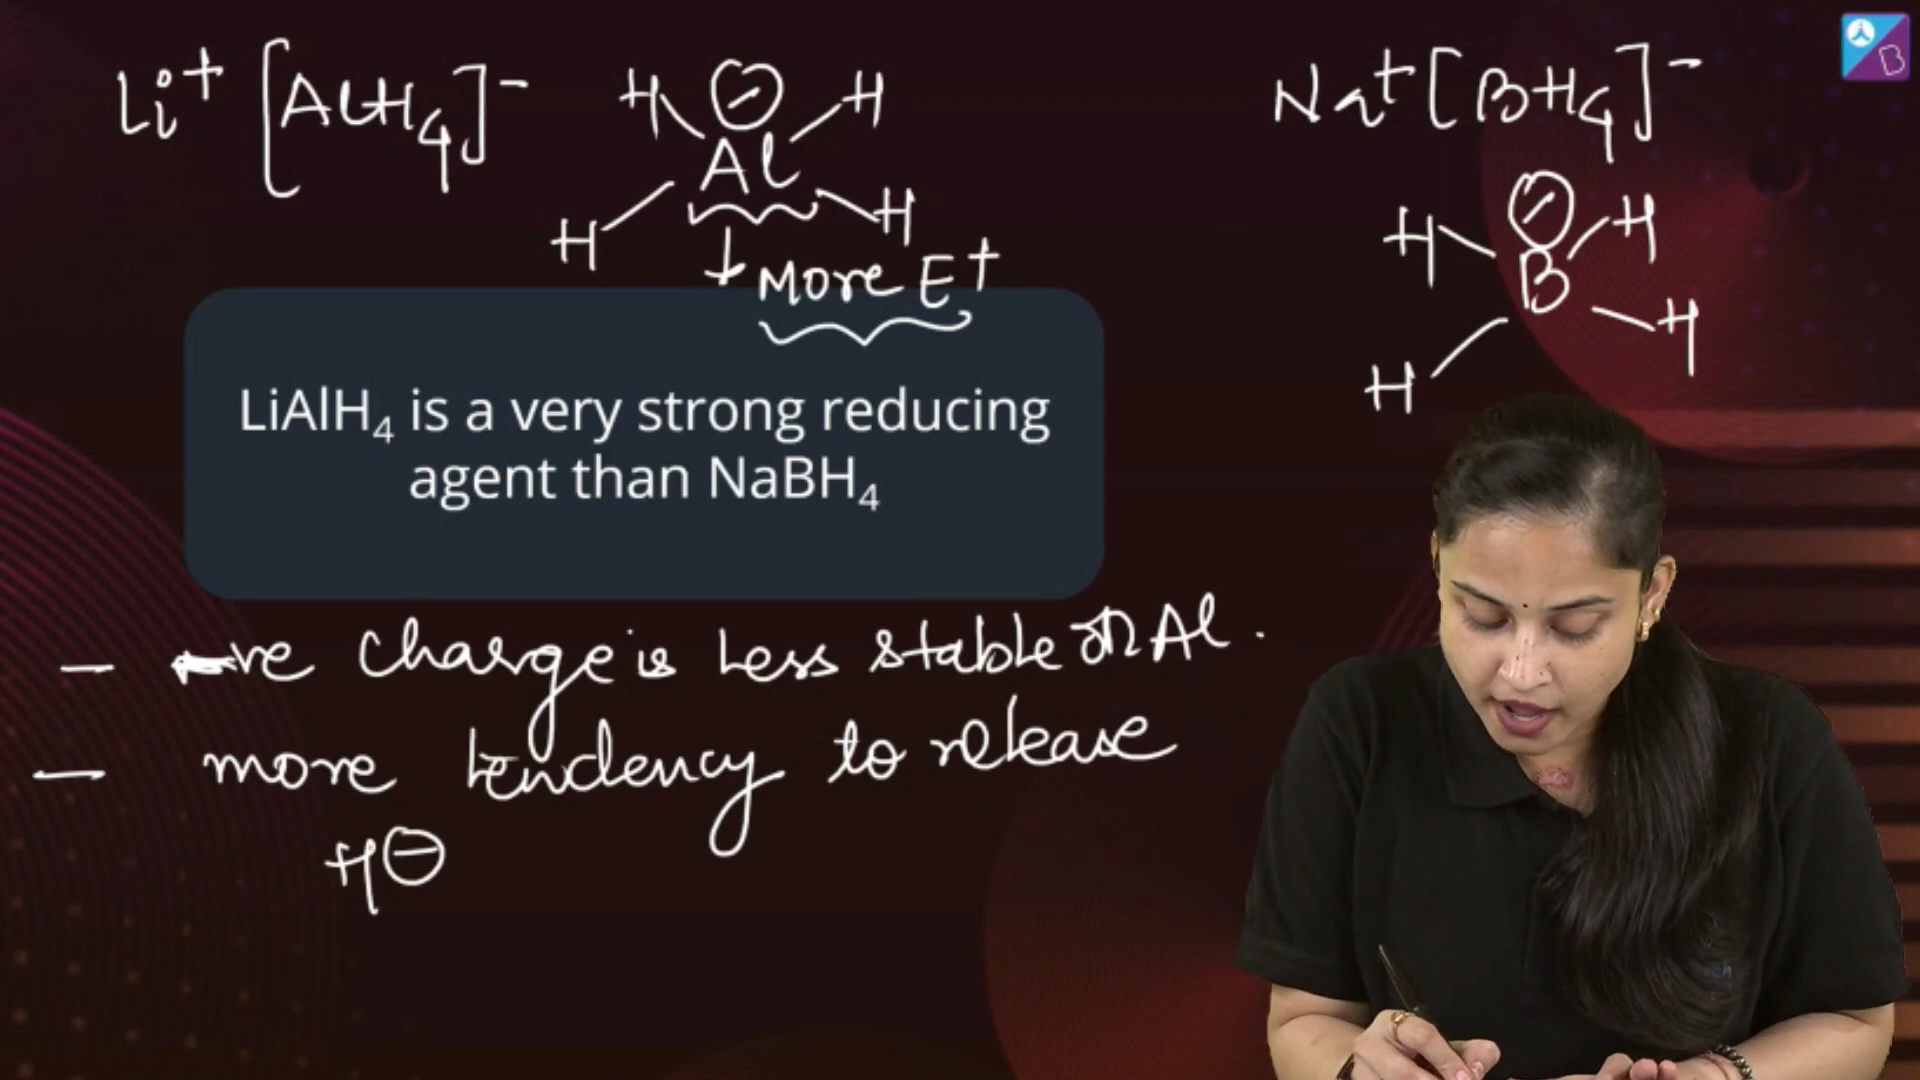 Li⁺ [AlH₄]⁻
H ⊖ H
Al
H H
↓ More E⁺
Na⁺ [BH₄]⁻
⊖
H H
B
H
H
LiAlH₄ is a very strong reducing
agent than NaBH₄
– -ve charge is Less stable on Al.
– more tendency to release
H⊖
B